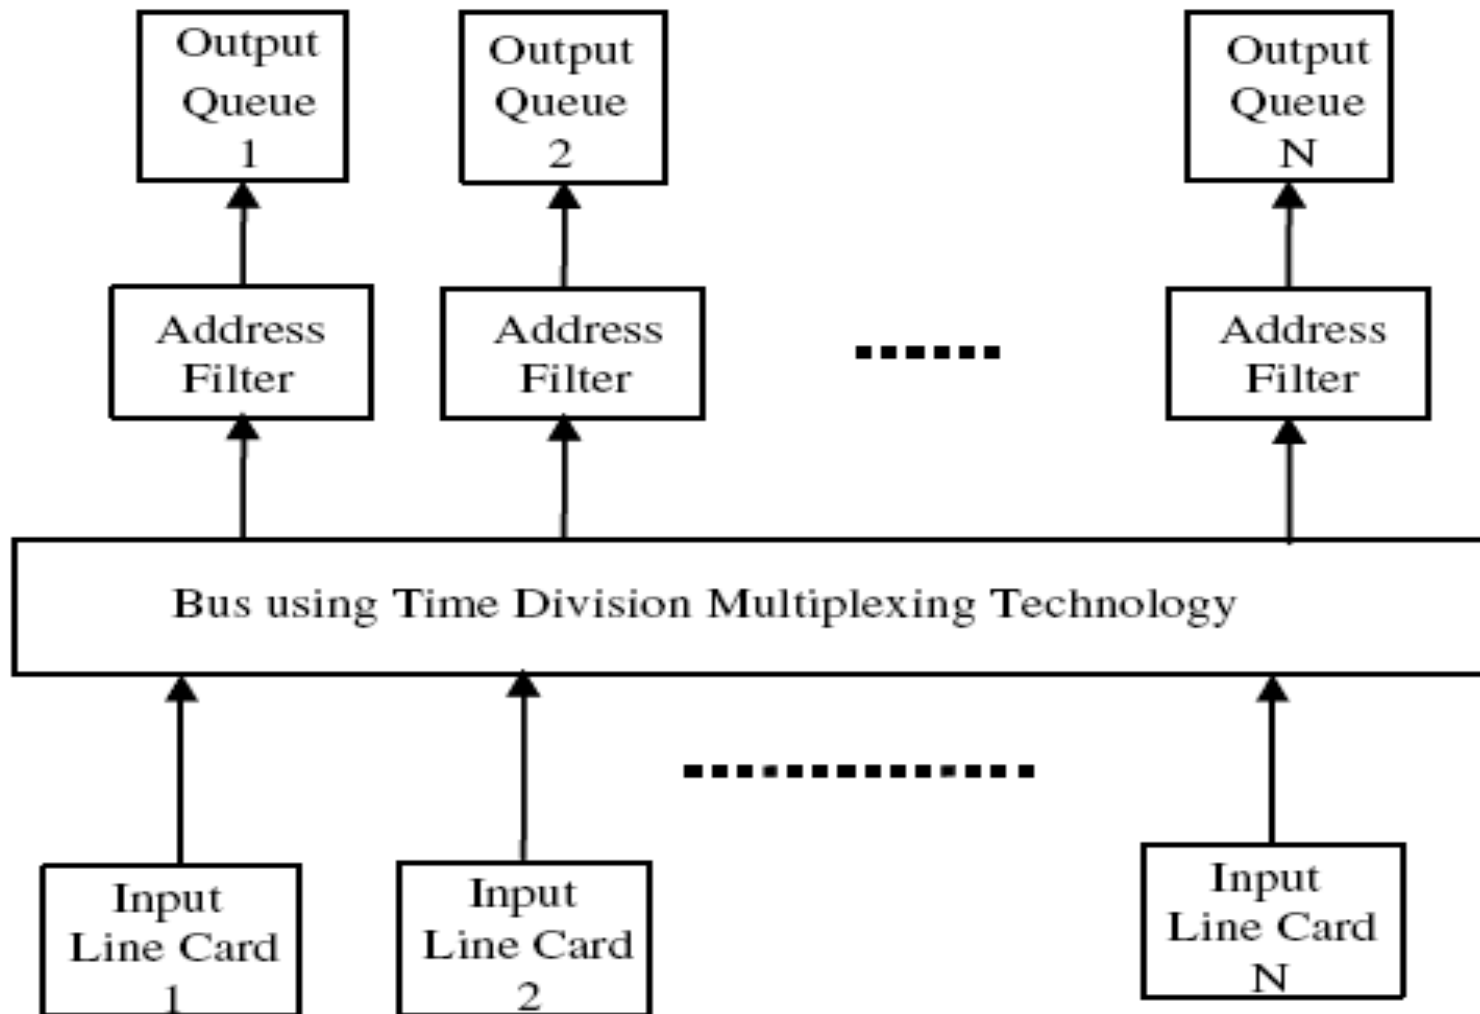 Output
Queue
1
Output
Queue
2
Output
Queue
N
Address
Filter
Address
Filter
Address
Filter
Bus using Time Division Multiplexing Technology
Input
Line Card
1
Input
Line Card
2
Input
Line Card
N